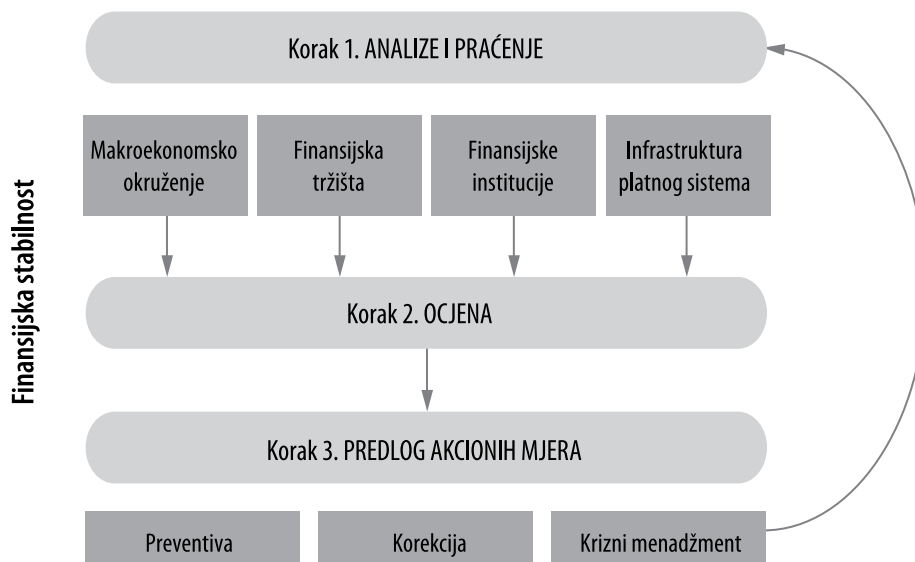 Finansijska stabilnost
Korak 1. ANALIZE I PRAĆENJE
Makroekonomsko
okruženje
Finansijska
tržišta
Finansijske
institucije
Infrastruktura
platnog sistema
Korak 2. OCJENA
Korak 3. PREDLOG AKCIONIH MJERA
Preventiva
Korekcija
Krizni menadžment